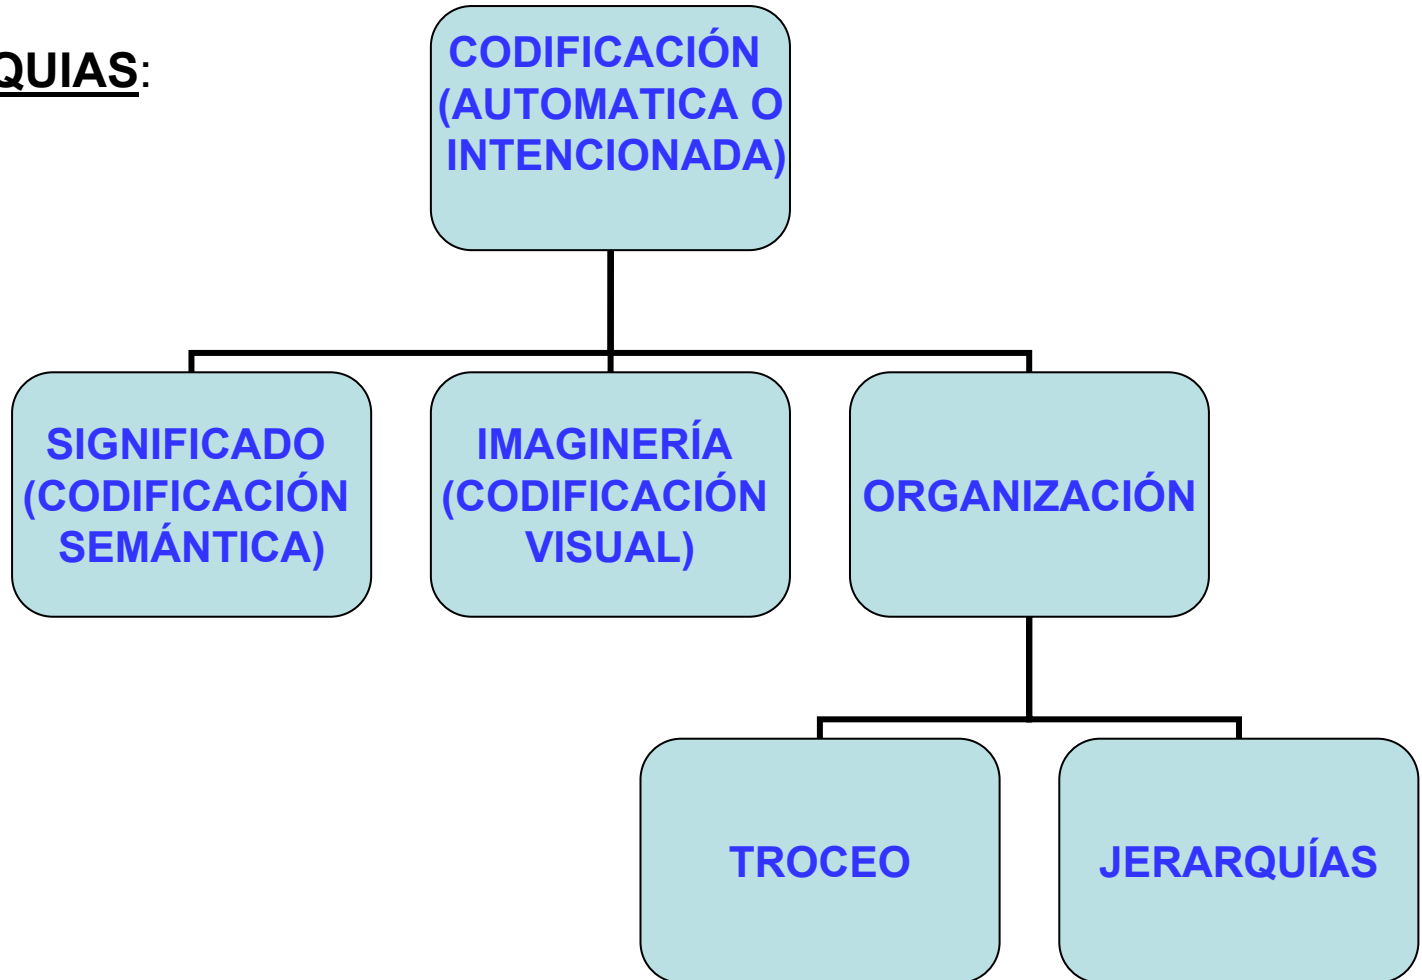 QUIAS:
CODIFICACIÓN
(AUTOMATICA O
INTENCIONADA)
SIGNIFICADO
(CODIFICACIÓN
SEMÁNTICA)
IMAGINERÍA
(CODIFICACIÓN
VISUAL)
ORGANIZACIÓN
TROCEO
JERARQUÍAS